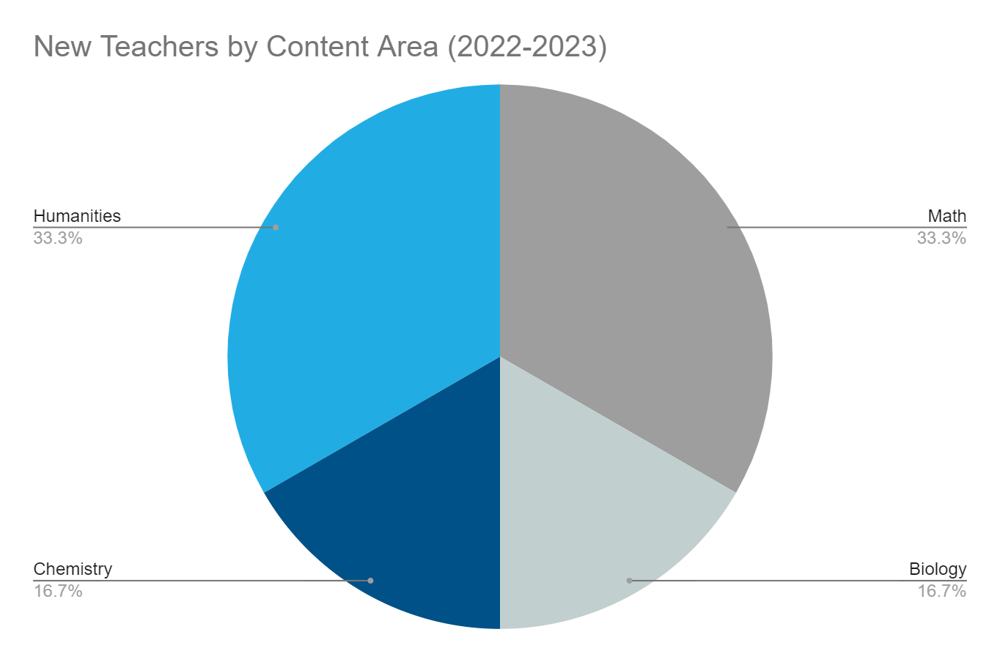 New Teachers by Content Area (2022-2023)
Humanities
33.3%
Math
33.3%
Chemistry
16.7%
Biology
16.7%